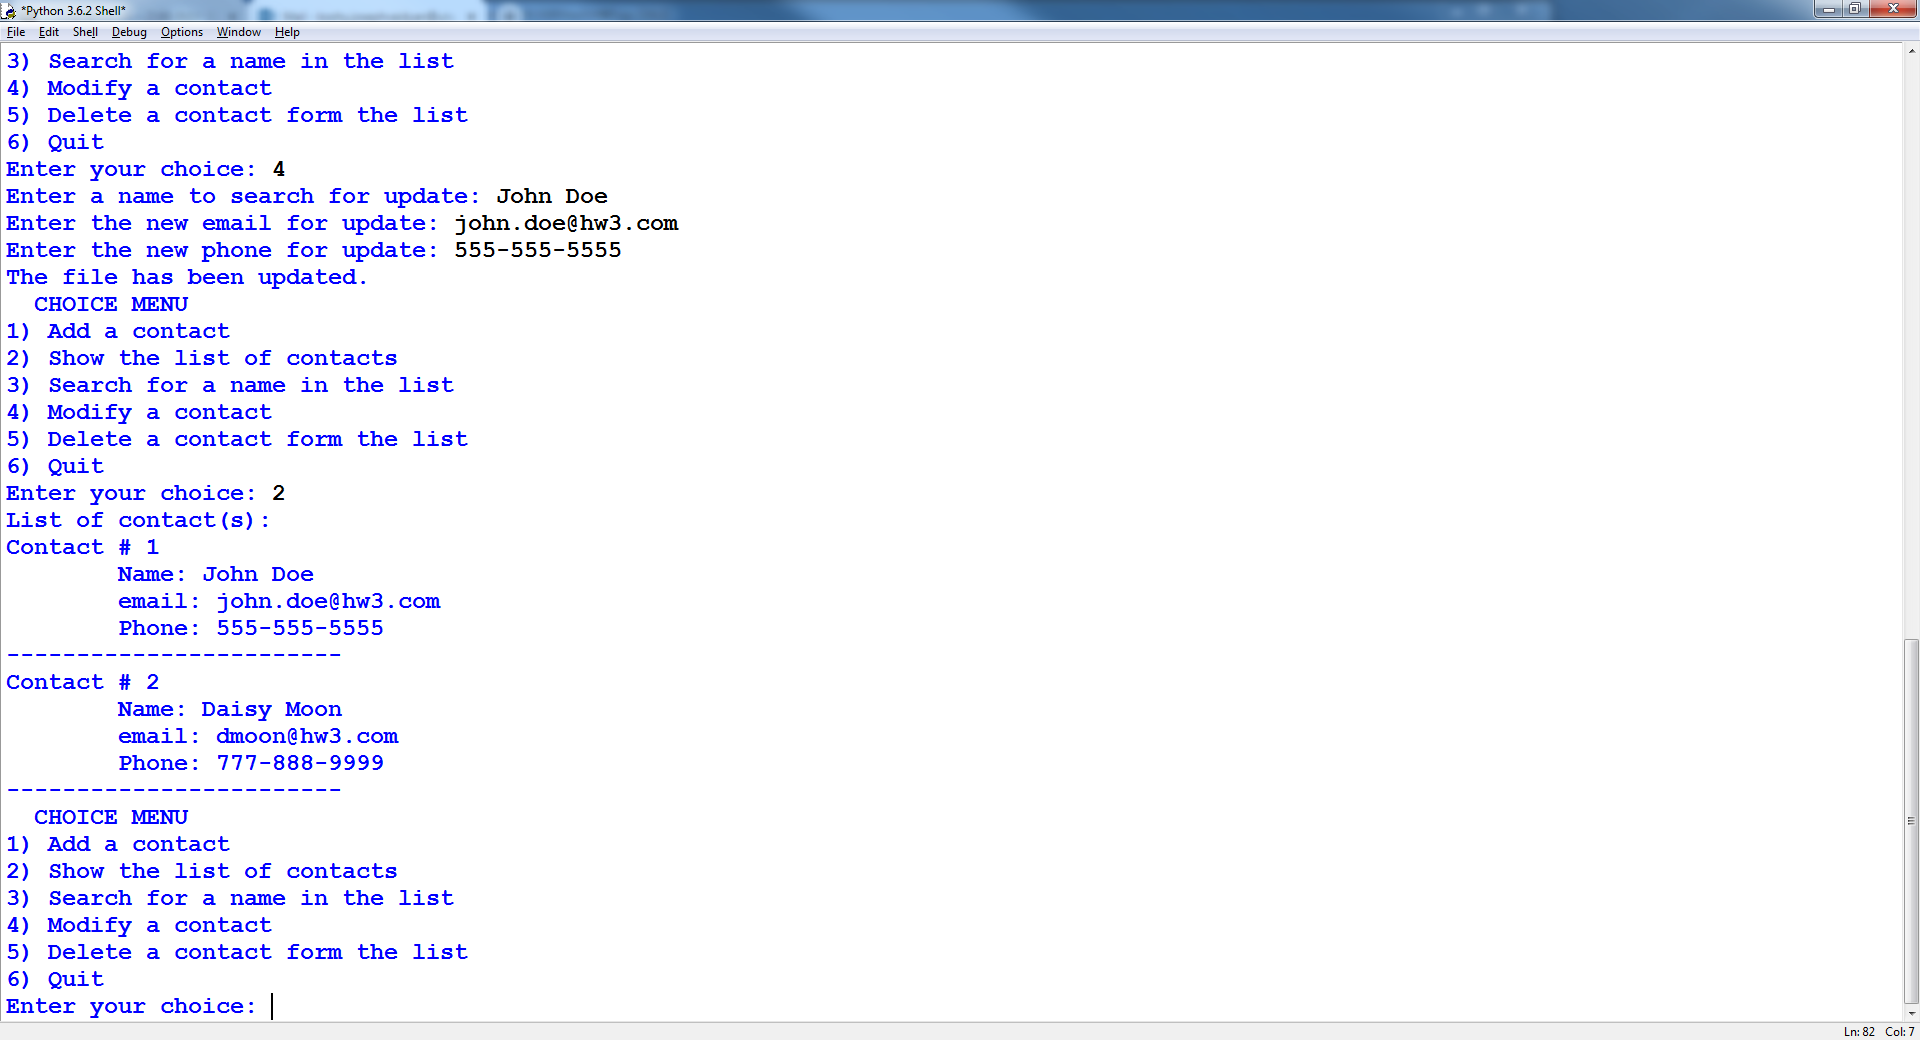 *Python 3.6.2 Shell*
File Edit Shell Debug Options Window Help
3) Search for a name in the list
4) Modify a contact
5) Delete a contact form the list
6) Quit
Enter your choice: 4
Enter a name to search for update: John Doe
Enter the new email for update: john.doe@hw3.com
Enter the new phone for update: 555-555-5555
The file has been updated.
CHOICE MENU
1) Add a contact
2) Show the list of contacts
3) Search for a name in the list
4) Modify a contact
5) Delete a contact form the list
6) Quit
Enter your choice: 2
List of contact(s):
Contact # 1
Name: John Doe
email: john.doe@hw3.com
Phone: 555-555-5555
------------------------
Contact # 2
Name: Daisy Moon
email: dmoon@hw3.com
Phone: 777-888-9999
------------------------
CHOICE MENU
1) Add a contact
2) Show the list of contacts
3) Search for a name in the list
4) Modify a contact
5) Delete a contact form the list
6) Quit
Enter your choice:
Ln: 82 Col: 7